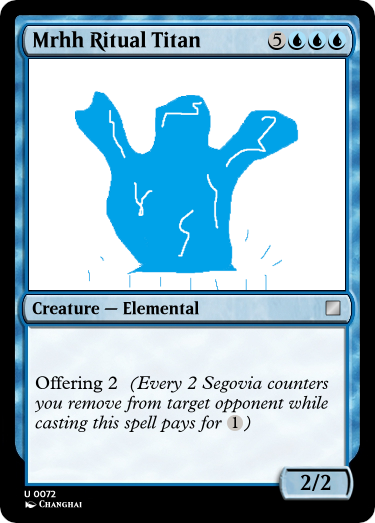 Mrhh Ritual Titan 5
Creature — Elemental
Offering 2 (Every 2 Segovia counters
you remove from target opponent while
casting this spell pays for 1)
2/2
U 0072
Changhai